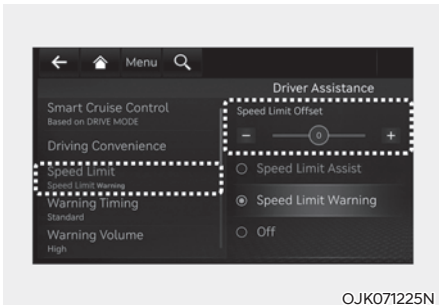 Menu
Driver Assistance
Smart Cruise Control
Based on DRIVE MODE
Driving Convenience
Speed Limit
Speed Limit Warning
Warning Timing
Standard
Warning Volume
High
Speed Limit Offset
- 0 +
Speed Limit Assist
Speed Limit Warning
Off
OJK071225N